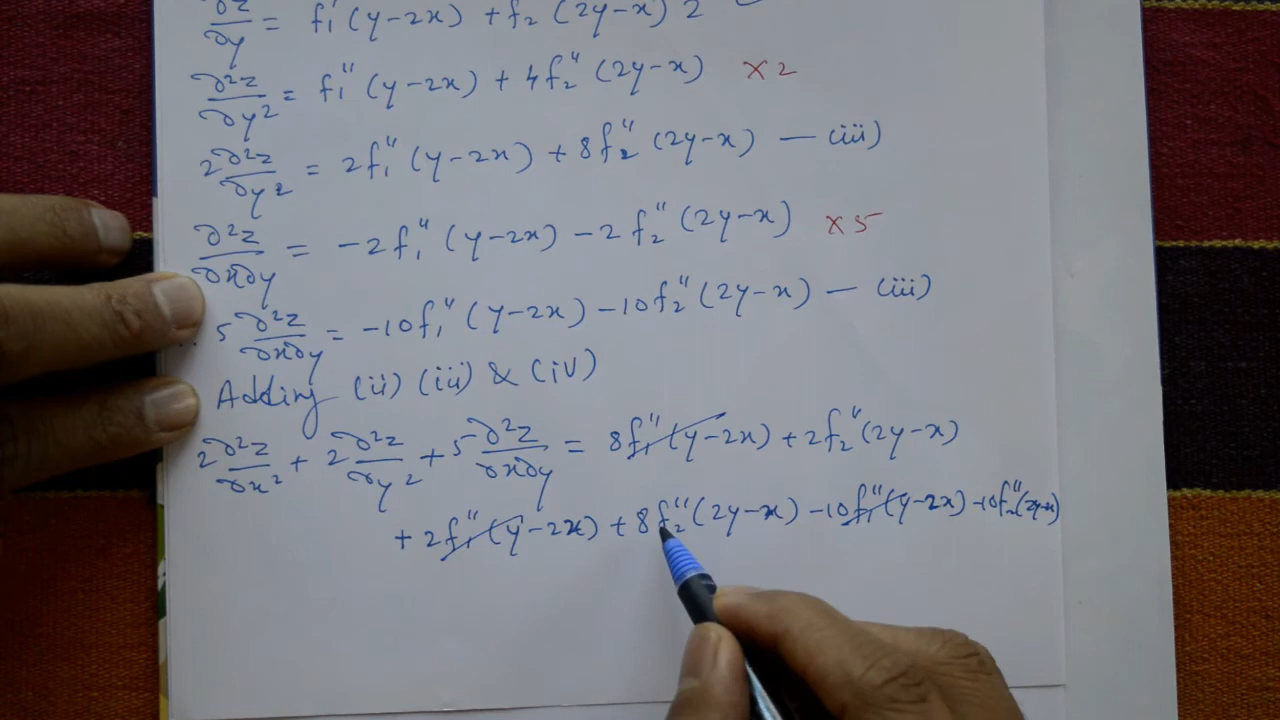 ∂z/∂y = f₁'(y-2x) + f₂(2y-x) 2
∂²z/∂y² = f₁''(y-2x) + 4f₂''(2y-x) ×2
2∂²z/∂y² = 2f₁''(y-2x) + 8f₂''(2y-x) — (iii)
∂²z/∂x∂y = -2f₁''(y-2x) - 2f₂''(2y-x) ×5
5∂²z/∂x∂y = -10f₁''(y-2x) - 10f₂''(2y-x) — (iii)
Adding (ii) (iii) & (iv)
2∂²z/∂x² + 2∂²z/∂y² + 5∂²z/∂x∂y = 8f₁''(y-2x) + 2f₂''(2y-x)
+ 2f₁''(y-2x) + 8f₂''(2y-x) - 10f₁''(y-2x) - 10f₂''(2y-x)